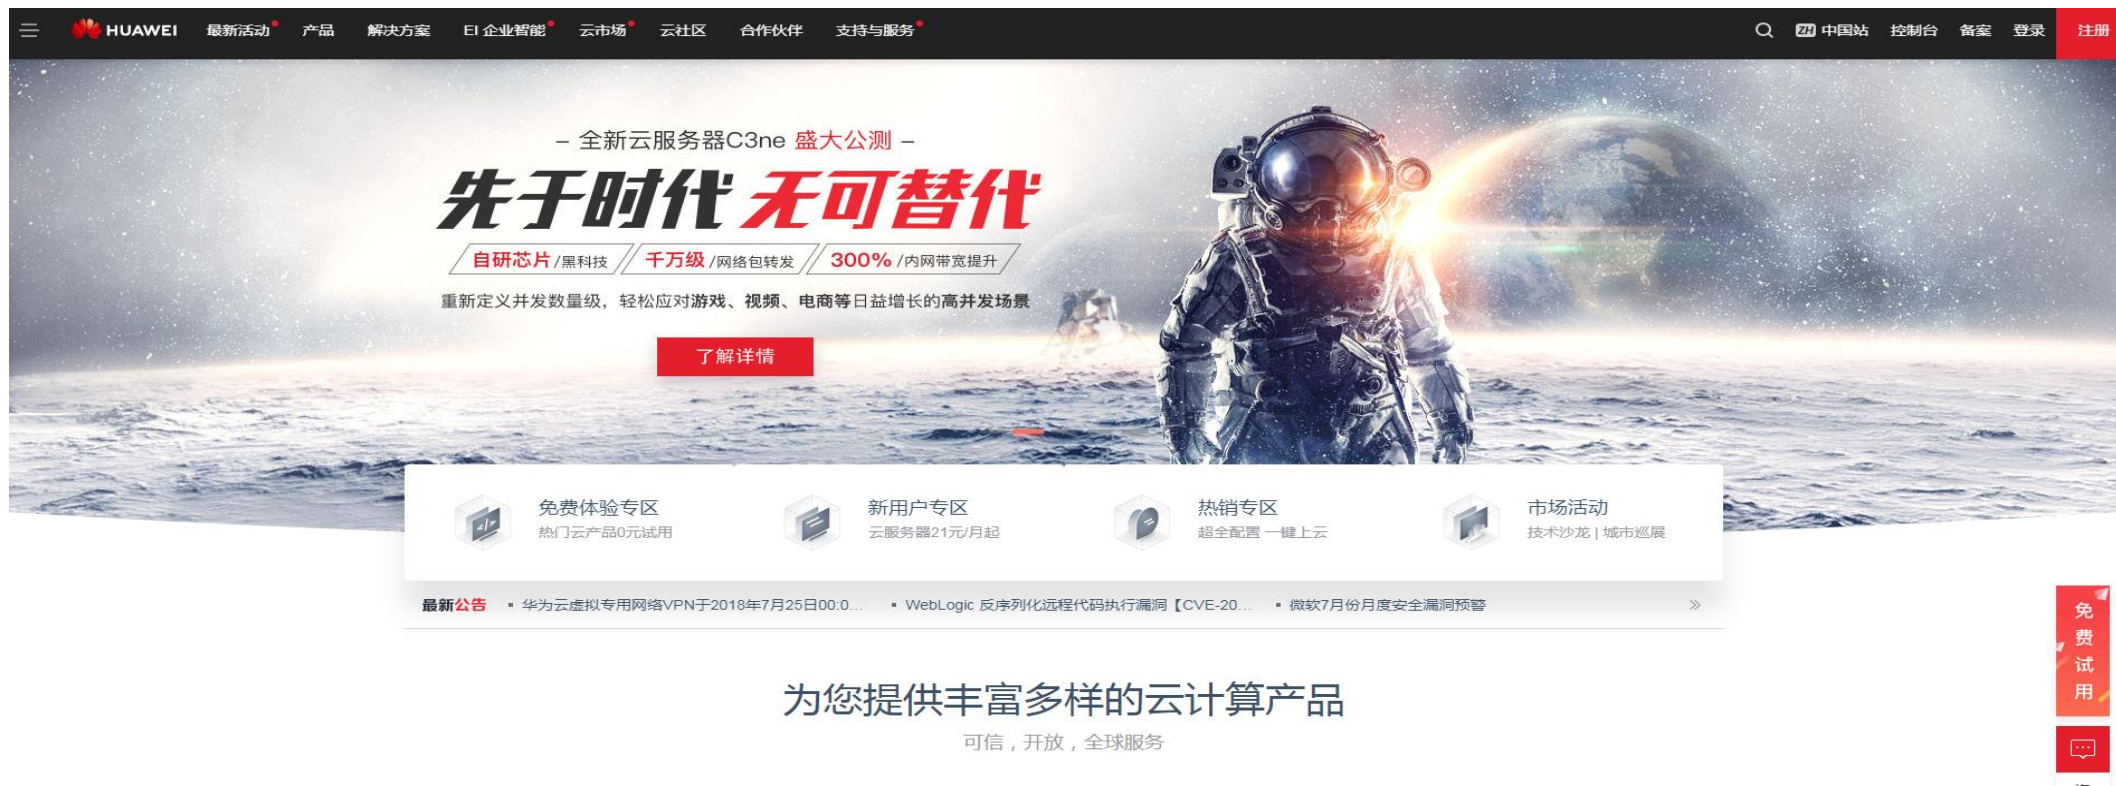 HUAWEI 最新活动 产品 解决方案 EI 企业智能 云市场 云社区 合作伙伴 支持与服务 ZH 中国站 控制台 备案 登录 注册
– 全新云服务器C3ne 盛大公测 –
先于时代 无可替代
自研芯片/黑科技 千万级/网络包转发 300% /内网带宽提升
重新定义并发数量级，轻松应对游戏、视频、电商等日益增长的高并发场景
了解详情
免费体验专区
热门云产品0元试用
新用户专区
云服务器21元/月起
热销专区
超全配置 一键上云
市场活动
技术沙龙 | 城市巡展
最新公告 ▪ 华为云虚拟专用网络VPN于2018年7月25日00:0... ▪ WebLogic 反序列化远程代码执行漏洞【CVE-20... ▪ 微软7月份月度安全漏洞预警
为您提供丰富多样的云计算产品
可信，开放，全球服务
免费试用